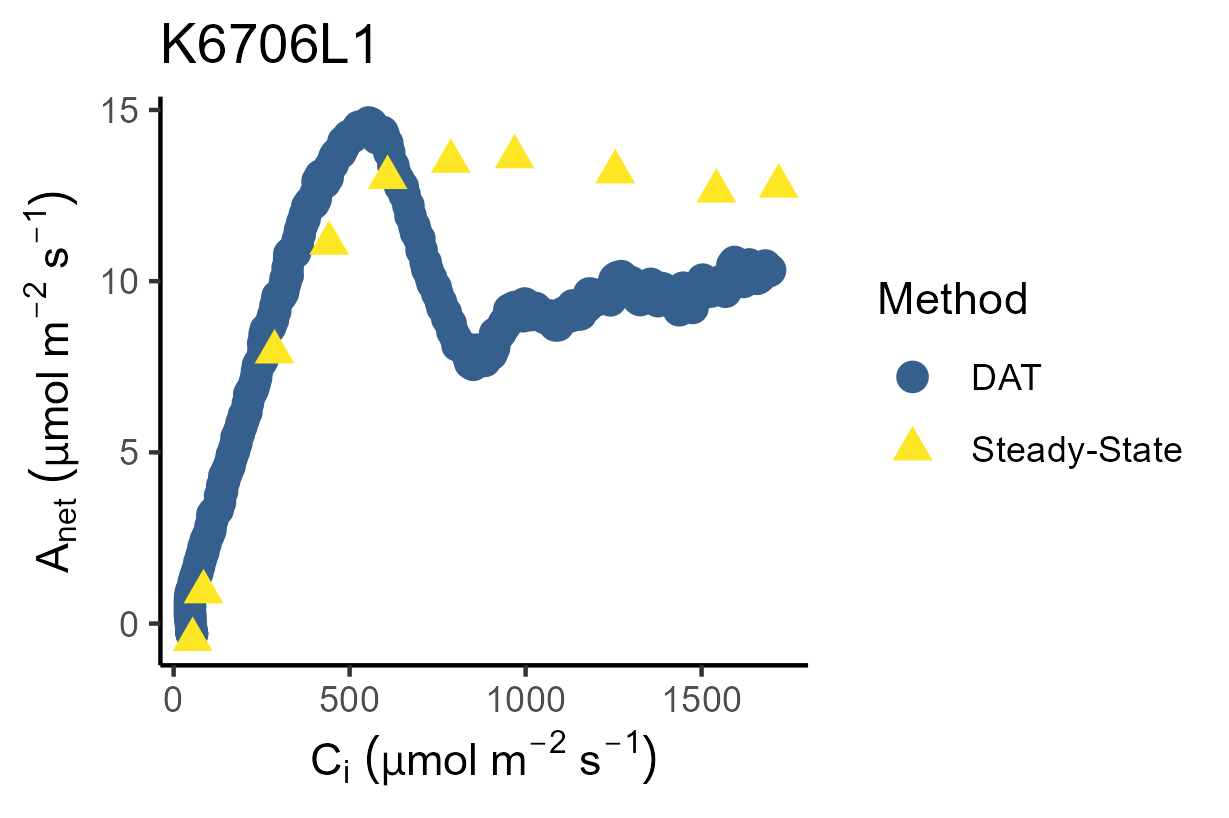 K6706L1
15
10
5
0
Aₙₑₜ (µmol m⁻² s⁻¹)
0 500 1000 1500
Cᵢ (µmol m⁻² s⁻¹)
Method
DAT
Steady-State